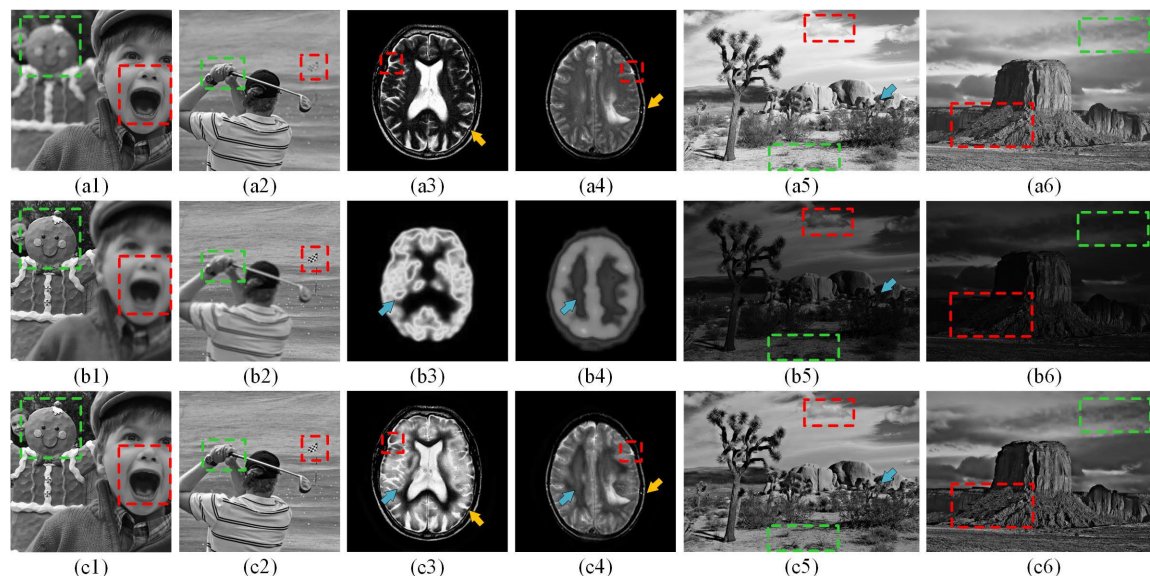 (a1) (a2) (a3) (a4) (a5) (a6)
(b1) (b2) (b3) (b4) (b5) (b6)
(c1) (c2) (c3) (c4) (c5) (c6)